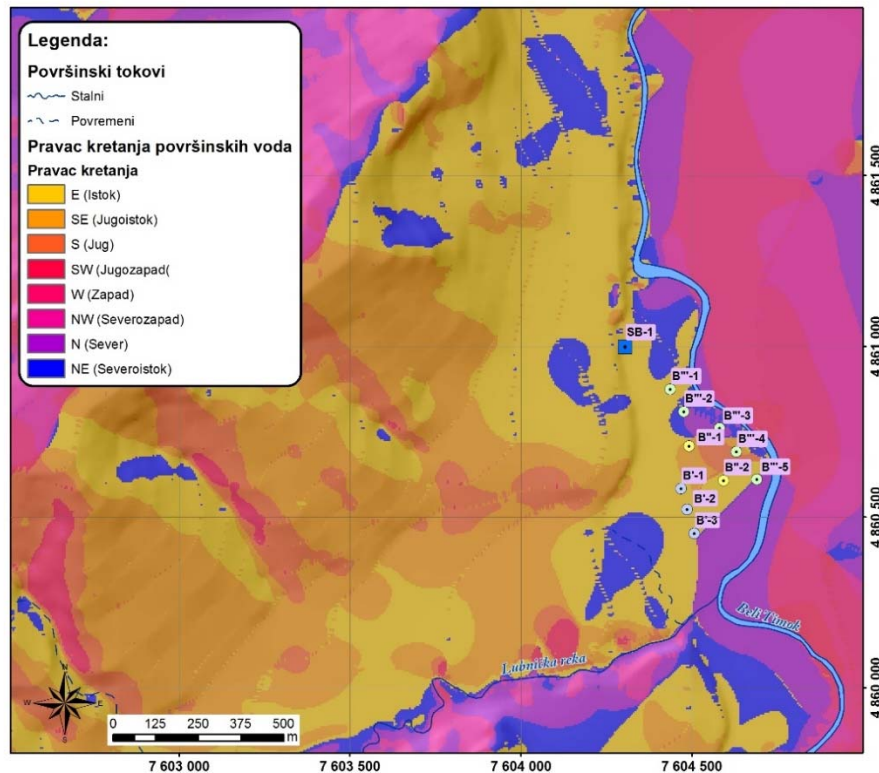 Legenda:
Površinski tokovi
Stalni
Povremeni
Pravac kretanja površinskih voda
Pravac kretanja
E (Istok)
SE (Jugoistok)
S (Jug)
SW (Jugozapad(
W (Zapad)
NW (Severozapad)
N (Sever)
NE (Severoistok)
4 861 500
4 861 000
4 860 500
4 860 000
SB-1
B'''-1
B'''-2
B'''-3
B''-1
B'''-4
B''-2
B'''-5
B'-1
B'-2
B'-3
Beli Timok
Lubnička reka
N
W E
S
0 125 250 375 500
m
7 603 000 7 603 500 7 604 000 7 604 500